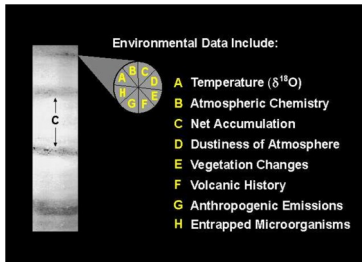 Environmental Data Include:
B C
A D
H E
G F
C
A Temperature (δ¹⁸O)
B Atmospheric Chemistry
C Net Accumulation
D Dustiness of Atmosphere
E Vegetation Changes
F Volcanic History
G Anthropogenic Emissions
H Entrapped Microorganisms